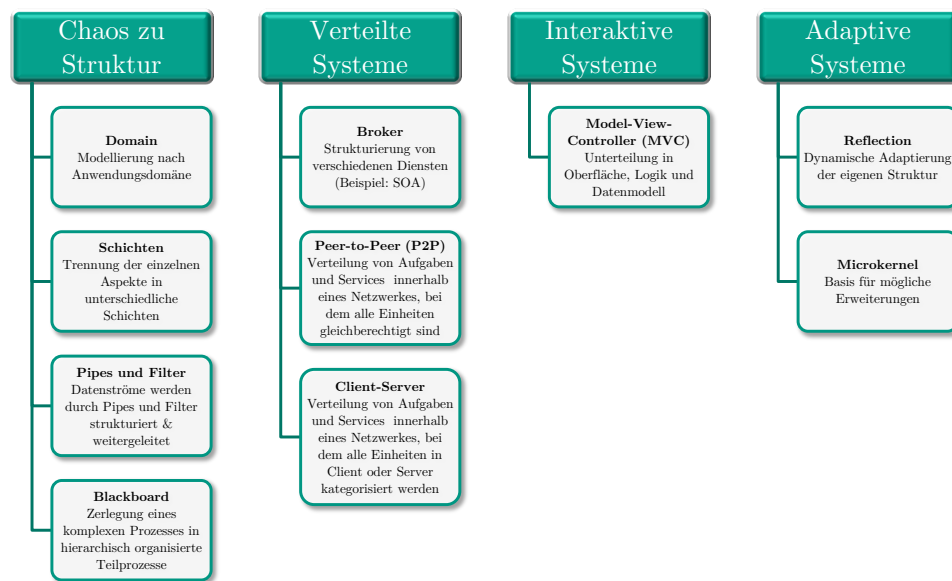 Chaos zu
Struktur
Domain
Modellierung nach
Anwendungsdomäne
Schichten
Trennung der einzelnen
Aspekte in
unterschiedliche
Schichten
Pipes und Filter
Datenströme werden
durch Pipes und Filter
strukturiert &
weitergeleitet
Blackboard
Zerlegung eines
komplexen Prozesses in
hierarchisch organisierte
Teilprozesse
Verteilte
Systeme
Broker
Strukturierung von
verschiedenen Diensten
(Beispiel: SOA)
Peer-to-Peer (P2P)
Verteilung von Aufgaben
und Services innerhalb
eines Netzwerkes, bei
dem alle Einheiten
gleichberechtigt sind
Client-Server
Verteilung von Aufgaben
und Services innerhalb
eines Netzwerkes, bei
dem alle Einheiten in
Client oder Server
kategorisiert werden
Interaktive
Systeme
Model-View-
Controller (MVC)
Unterteilung in
Oberfläche, Logik und
Datenmodell
Adaptive
Systeme
Reflection
Dynamische Adaptierung
der eigenen Struktur
Microkernel
Basis für mögliche
Erweiterungen